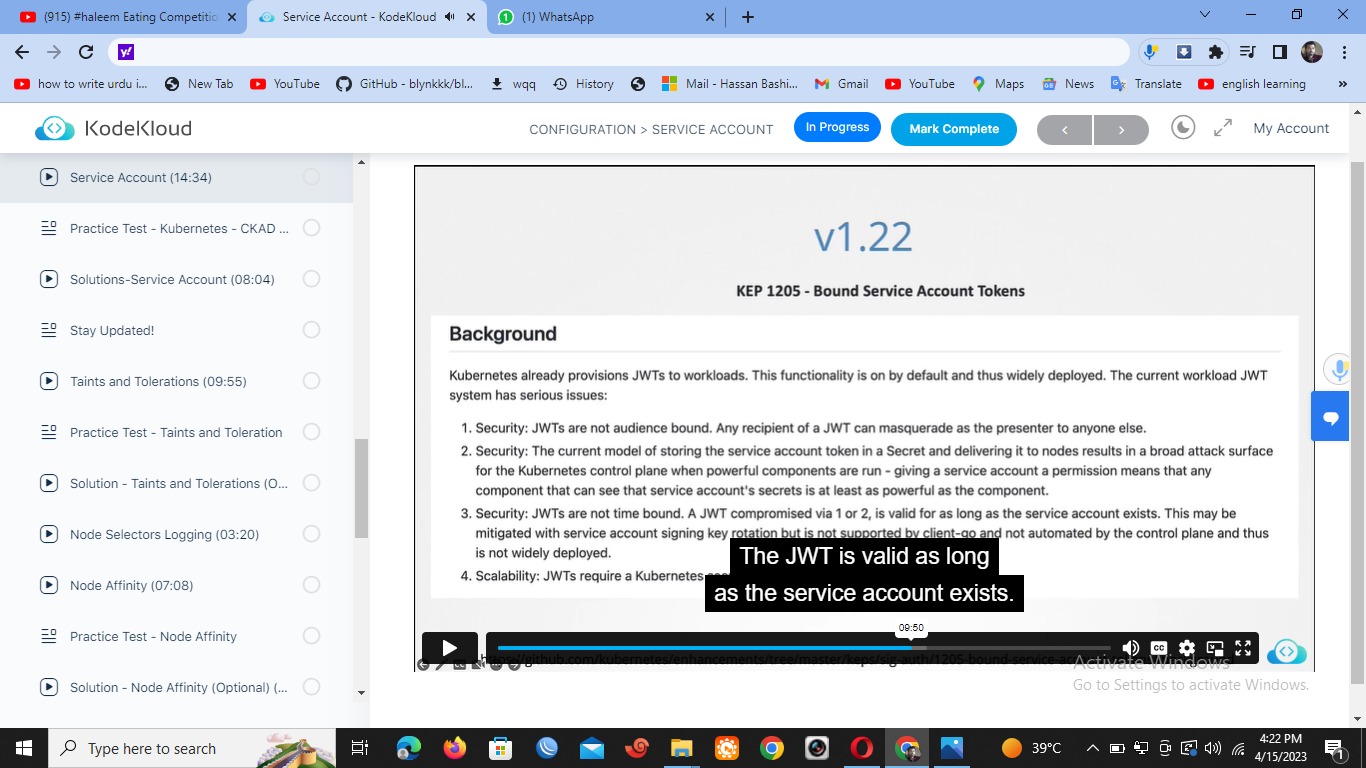 (915) #haleem Eating Competitio
Service Account - KodeKloud
(1) WhatsApp
how to write urdu i...
New Tab
YouTube
GitHub - blynkkk/bl...
wqq
History
Mail - Hassan Bashi...
Gmail
YouTube
Maps
News
Translate
english learning
KodeKloud
CONFIGURATION > SERVICE ACCOUNT
In Progress
Mark Complete
My Account
Service Account (14:34)
Practice Test - Kubernetes - CKAD ...
Solutions-Service Account (08:04)
Stay Updated!
Taints and Tolerations (09:55)
Practice Test - Taints and Toleration
Solution - Taints and Tolerations (O...
Node Selectors Logging (03:20)
Node Affinity (07:08)
Practice Test - Node Affinity
Solution - Node Affinity (Optional) (...
v1.22
KEP 1205 - Bound Service Account Tokens
Background
Kubernetes already provisions JWTs to workloads. This functionality is on by default and thus widely deployed. The current workload JWT
system has serious issues:
1. Security: JWTs are not audience bound. Any recipient of a JWT can masquerade as the presenter to anyone else.
2. Security: The current model of storing the service account token in a Secret and delivering it to nodes results in a broad attack surface
for the Kubernetes control plane when powerful components are run - giving a service account a permission means that any
component that can see that service account's secrets is at least as powerful as the component.
3. Security: JWTs are not time bound. A JWT compromised via 1 or 2, is valid for as long as the service account exists. This may be
mitigated with service account signing key rotation but is not supported by client-go and not automated by the control plane and thus
is not widely deployed.
4. Scalability: JWTs require a Kubernetes
The JWT is valid as long
as the service account exists.
09:50
CC
https://github.com/kubernetes/enhancements/tree/master/keps/sig-auth/1205-bound-service-ac
Activate Windows
Go to Settings to activate Windows.
Type here to search
39°C
4:22 PM
4/15/2023
1